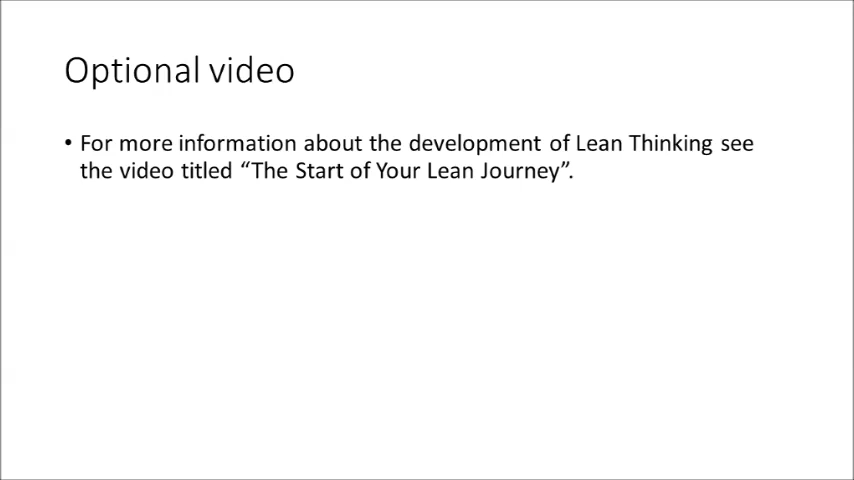 Optional video
• For more information about the development of Lean Thinking see
the video titled “The Start of Your Lean Journey”.